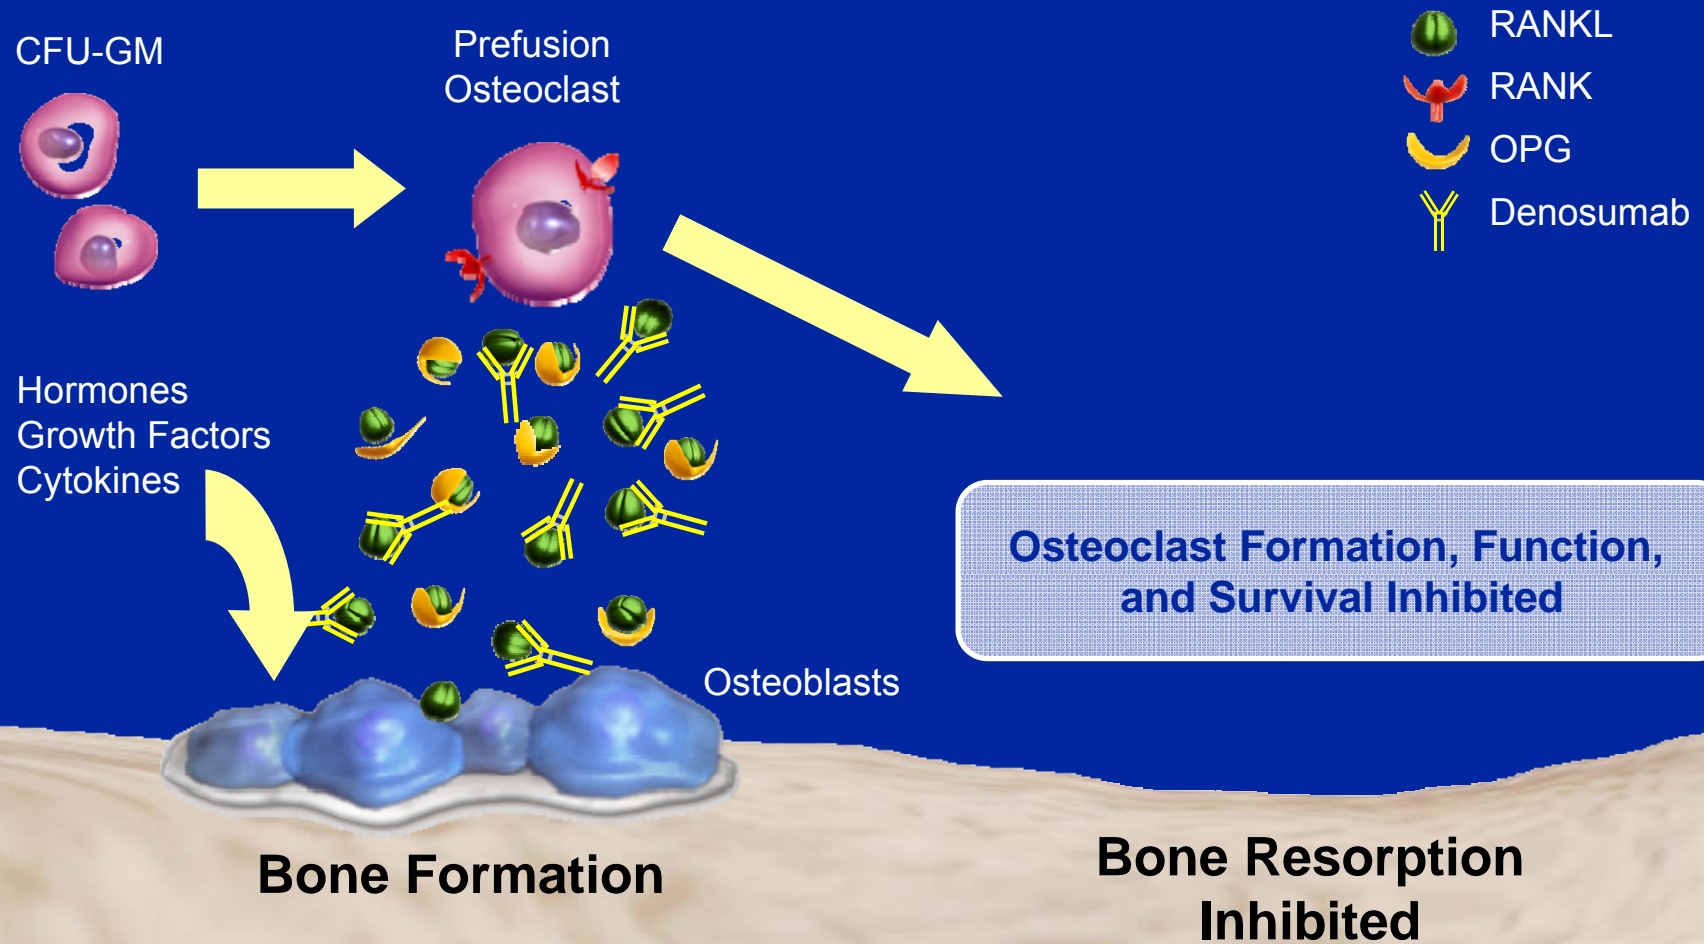 CFU-GM
Prefusion
Osteoclast
RANKL
RANK
OPG
Denosumab
Hormones
Growth Factors
Cytokines
Osteoclast Formation, Function,
and Survival Inhibited
Osteoblasts
Bone Formation
Bone Resorption
Inhibited